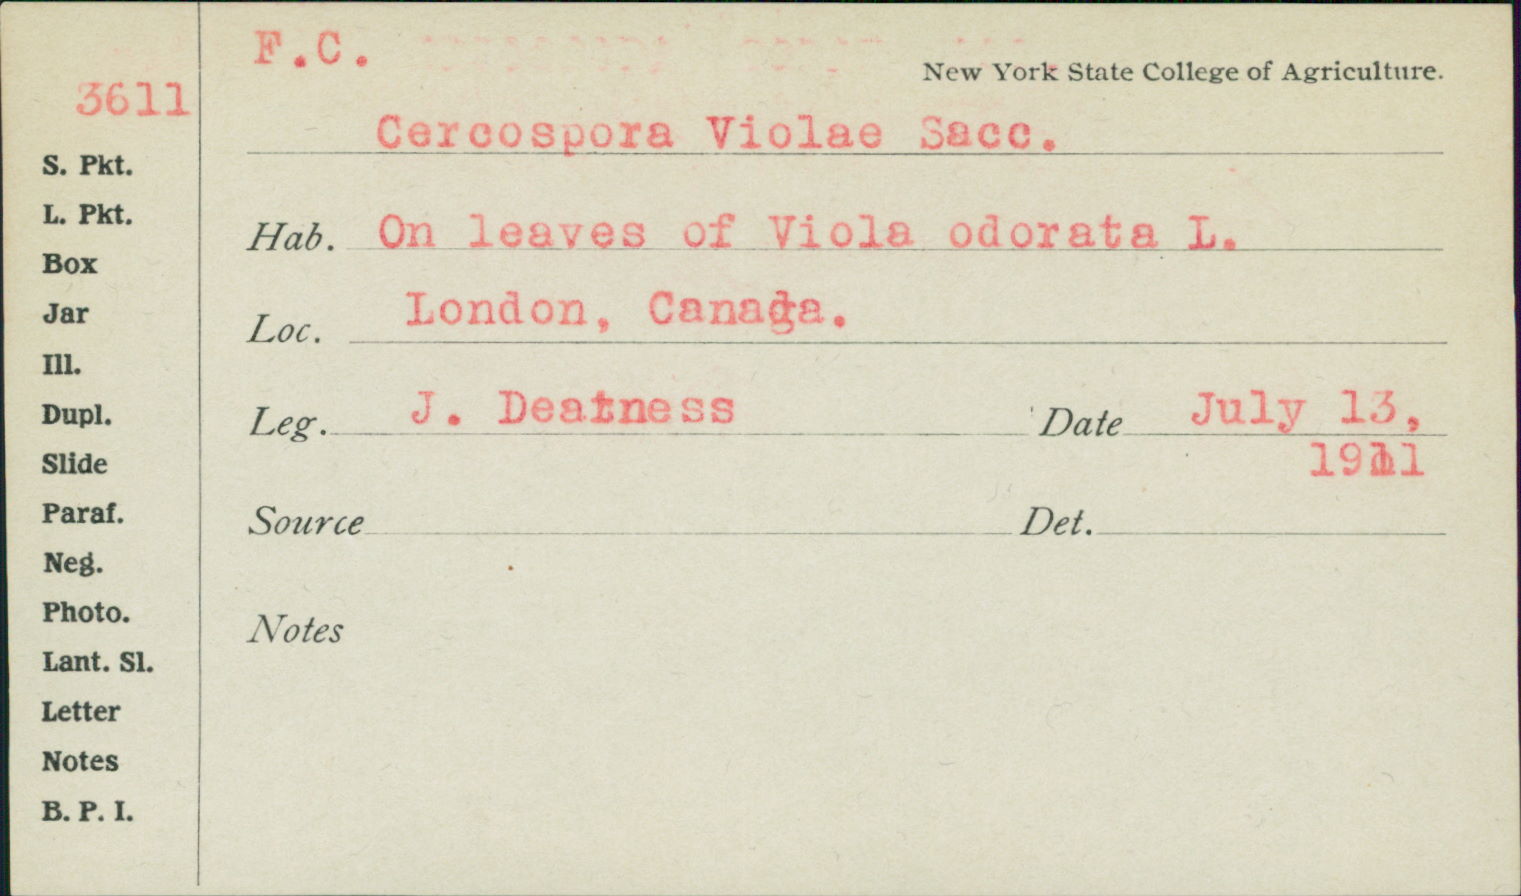 F.C.
New York State College of Agriculture.
3611
Cercospora Violae Sacc.
S. Pkt.
L. Pkt.
Hab. On leaves of Viola odorata L.
Box
Jar
Loc. London, Canada.
Ill.
Dupl.
Leg. J. Dearness Date July 13,
1911
Slide
Paraf.
Source Det.
Neg.
Photo.
Notes
Lant. Sl.
Letter
Notes
B. P. I.